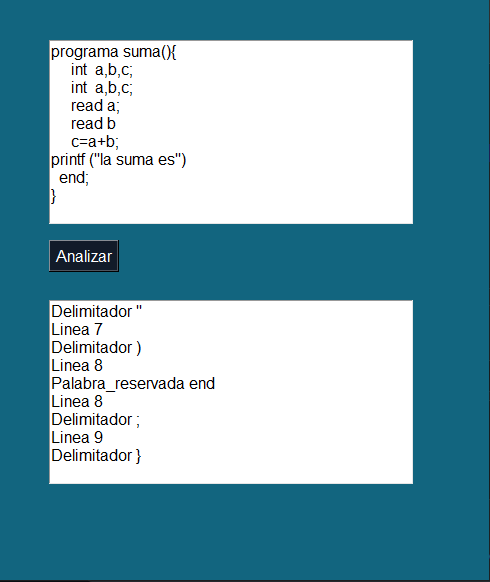 programa suma(){
int  a,b,c;
int  a,b,c;
read a;
read b
c=a+b;
printf ("la suma es")
end;
}
Analizar
Delimitador "
Linea 7
Delimitador )
Linea 8
Palabra_reservada end
Linea 8
Delimitador ;
Linea 9
Delimitador }